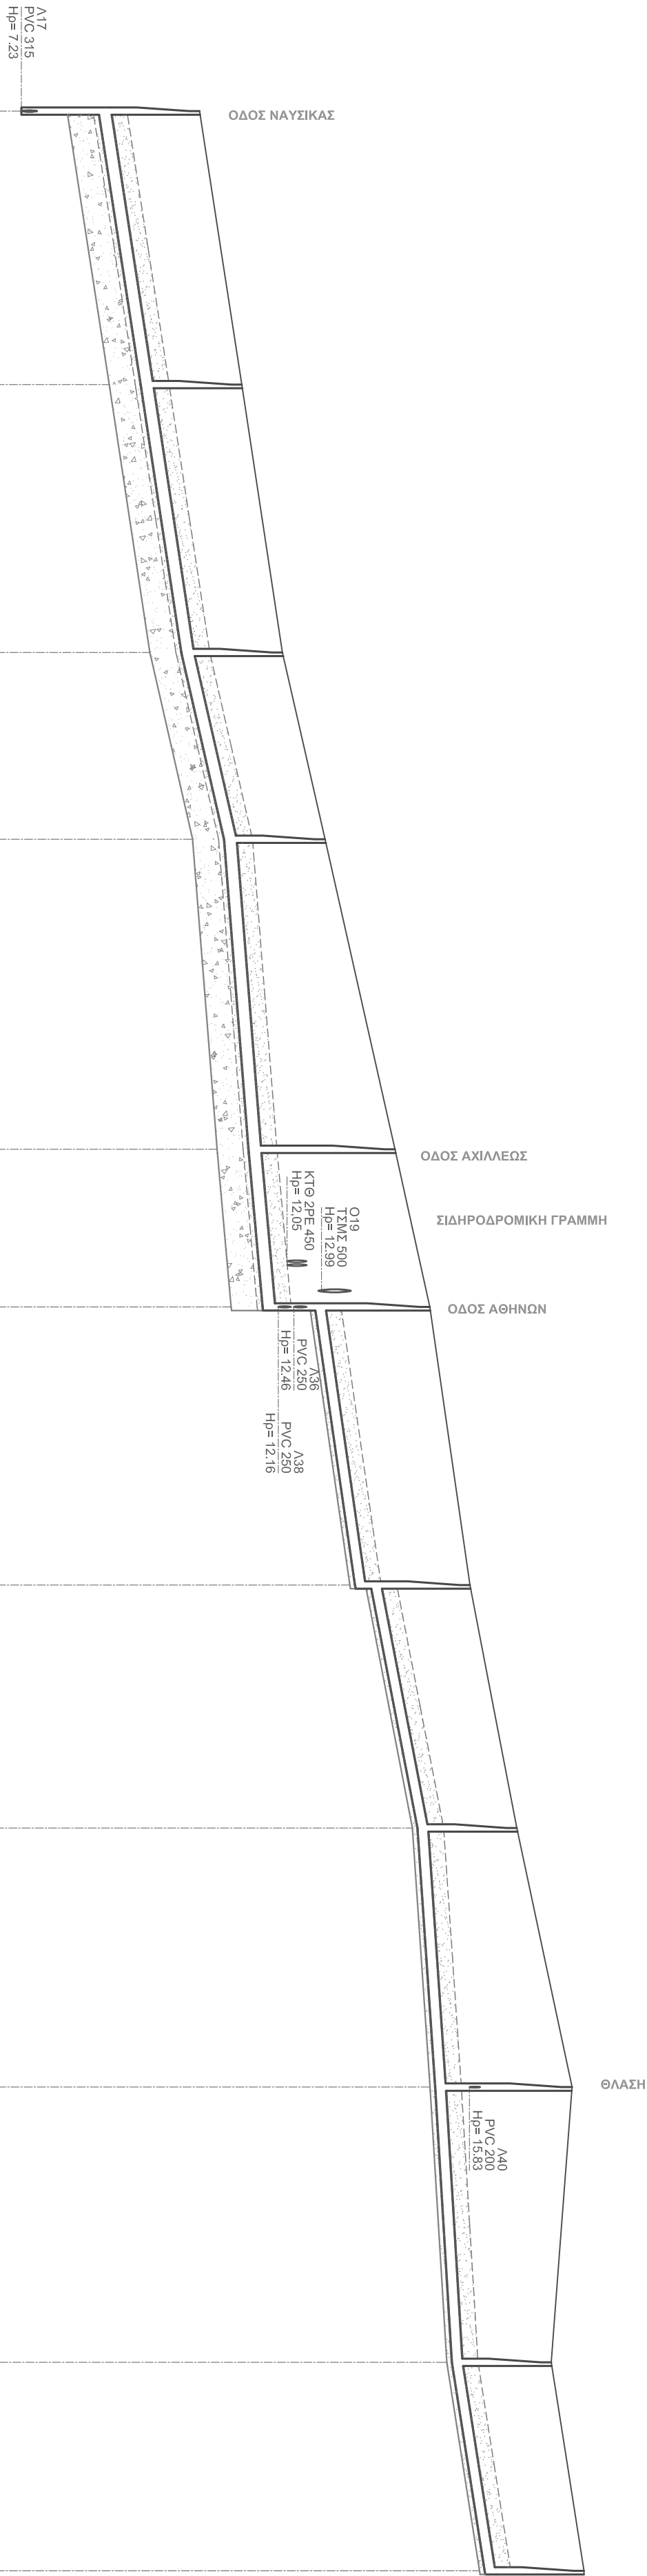 Λ17
PVC 315
Ηρ= 7.23
ΟΔΟΣ ΝΑΥΣΙΚΑΣ
ΟΔΟΣ ΑΧΙΛΛΕΩΣ
ΣΙΔΗΡΟΔΡΟΜΙΚΗ ΓΡΑΜΜΗ
Ο19
ΤΣΜΣ 500
Ηρ= 12.99
ΚΤΘ 2PE 450
Ηρ= 12,05
ΟΔΟΣ ΑΘΗΝΩΝ
Λ36
PVC 250
Ηρ= 12.46
Λ38
PVC 250
Ηρ= 12.16
ΘΛΑΣΗ
Λ40
PVC 200
Ηρ= 15.83